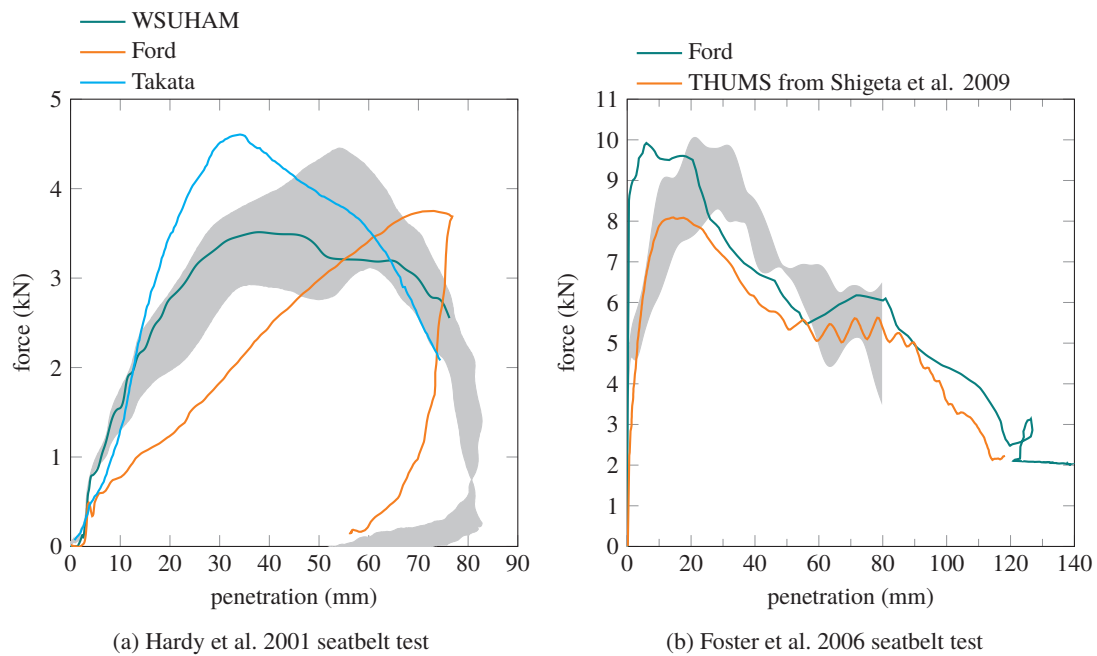 WSUHAM
Ford
Takata
5
4
3
2
1
0
force (kN)
0 10 20 30 40 50 60 70 80 90
penetration (mm)
(a) Hardy et al. 2001 seatbelt test
Ford
THUMS from Shigeta et al. 2009
11
10
9
8
7
6
5
4
3
2
1
0
force (kN)
0 20 40 60 80 100 120 140
penetration (mm)
(b) Foster et al. 2006 seatbelt test